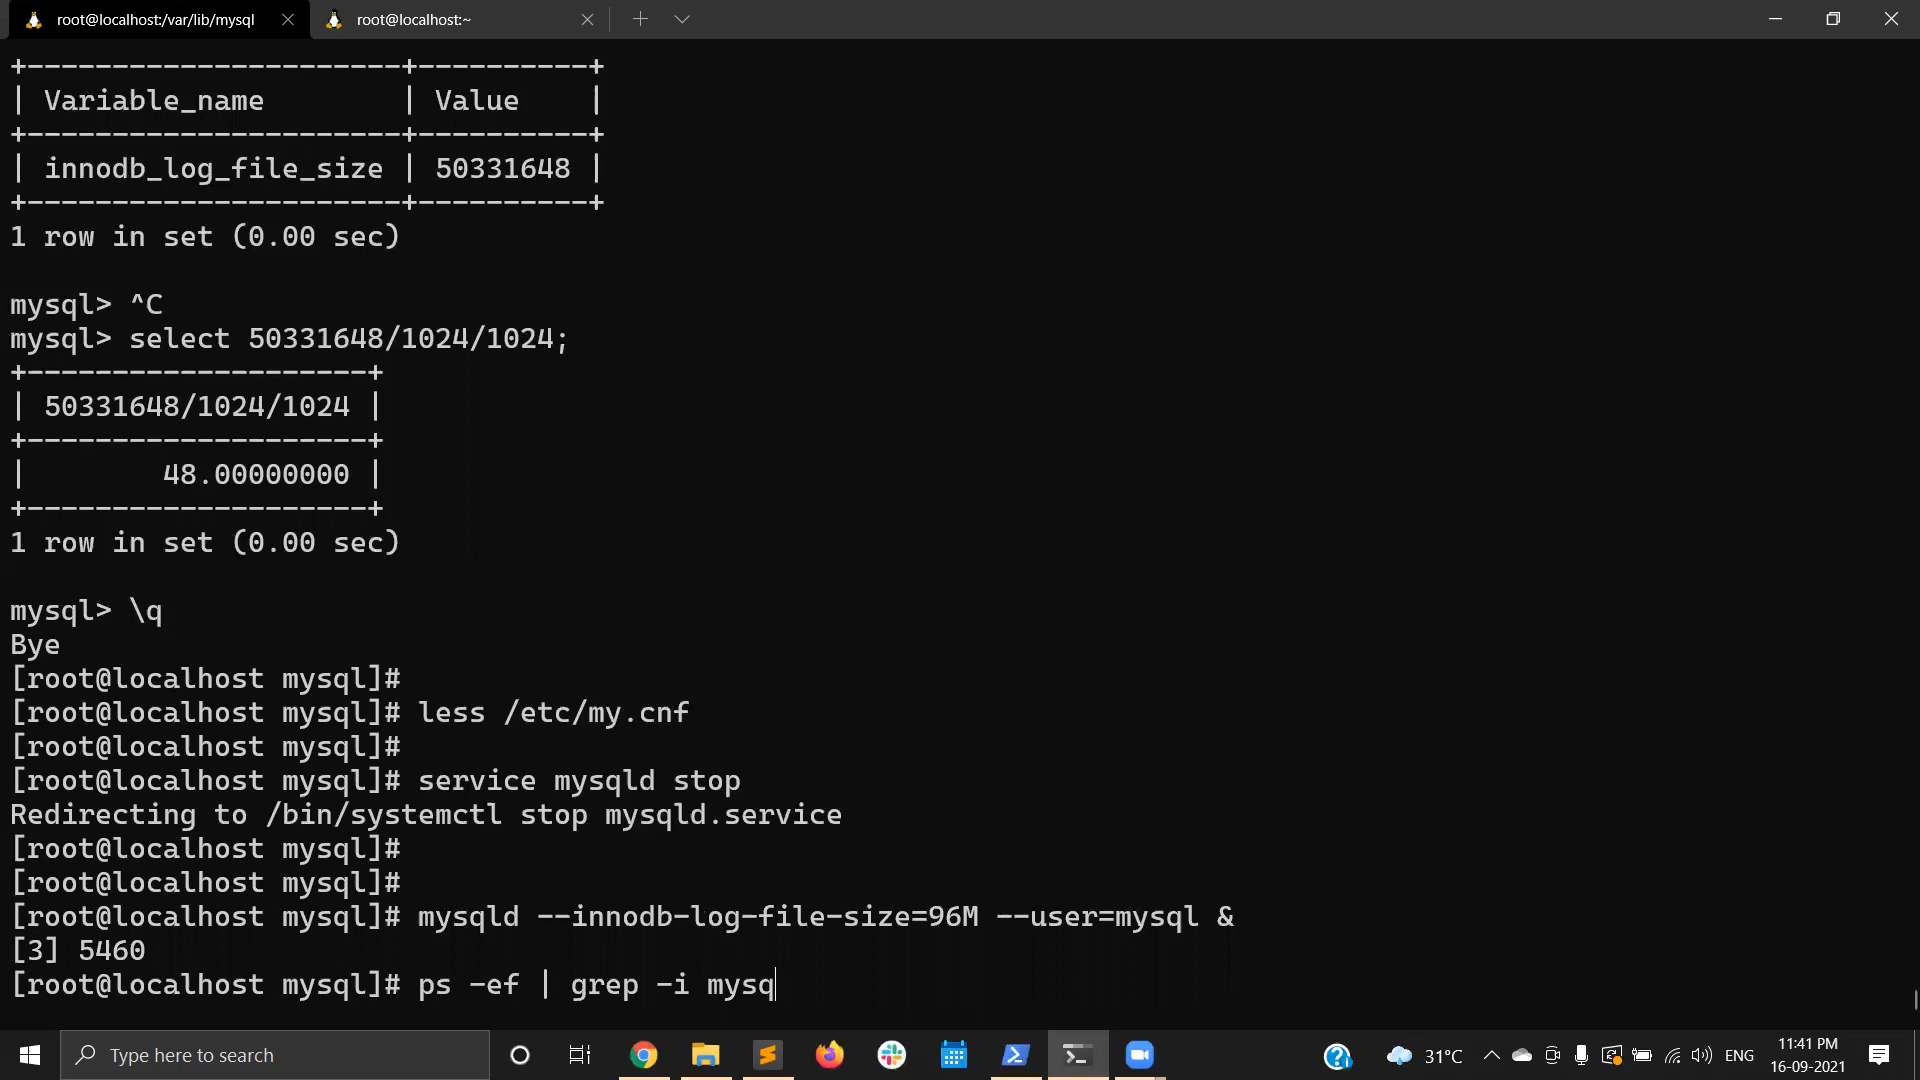 root@localhost:/var/lib/mysql
root@localhost:~
+---------------------+----------+
| Variable_name       | Value    |
+---------------------+----------+
| innodb_log_file_size | 50331648 |
+---------------------+----------+
1 row in set (0.00 sec)
mysql> ^C
mysql> select 50331648/1024/1024;
+--------------------+
| 50331648/1024/1024 |
+--------------------+
|        48.00000000 |
+--------------------+
1 row in set (0.00 sec)
mysql> \q
Bye
[root@localhost mysql]#
[root@localhost mysql]# less /etc/my.cnf
[root@localhost mysql]#
[root@localhost mysql]# service mysqld stop
Redirecting to /bin/systemctl stop mysqld.service
[root@localhost mysql]#
[root@localhost mysql]#
[root@localhost mysql]# mysqld --innodb-log-file-size=96M --user=mysql &
[3] 5460
[root@localhost mysql]# ps -ef | grep -i mysq
Type here to search
31°C
ENG
11:41 PM
16-09-2021